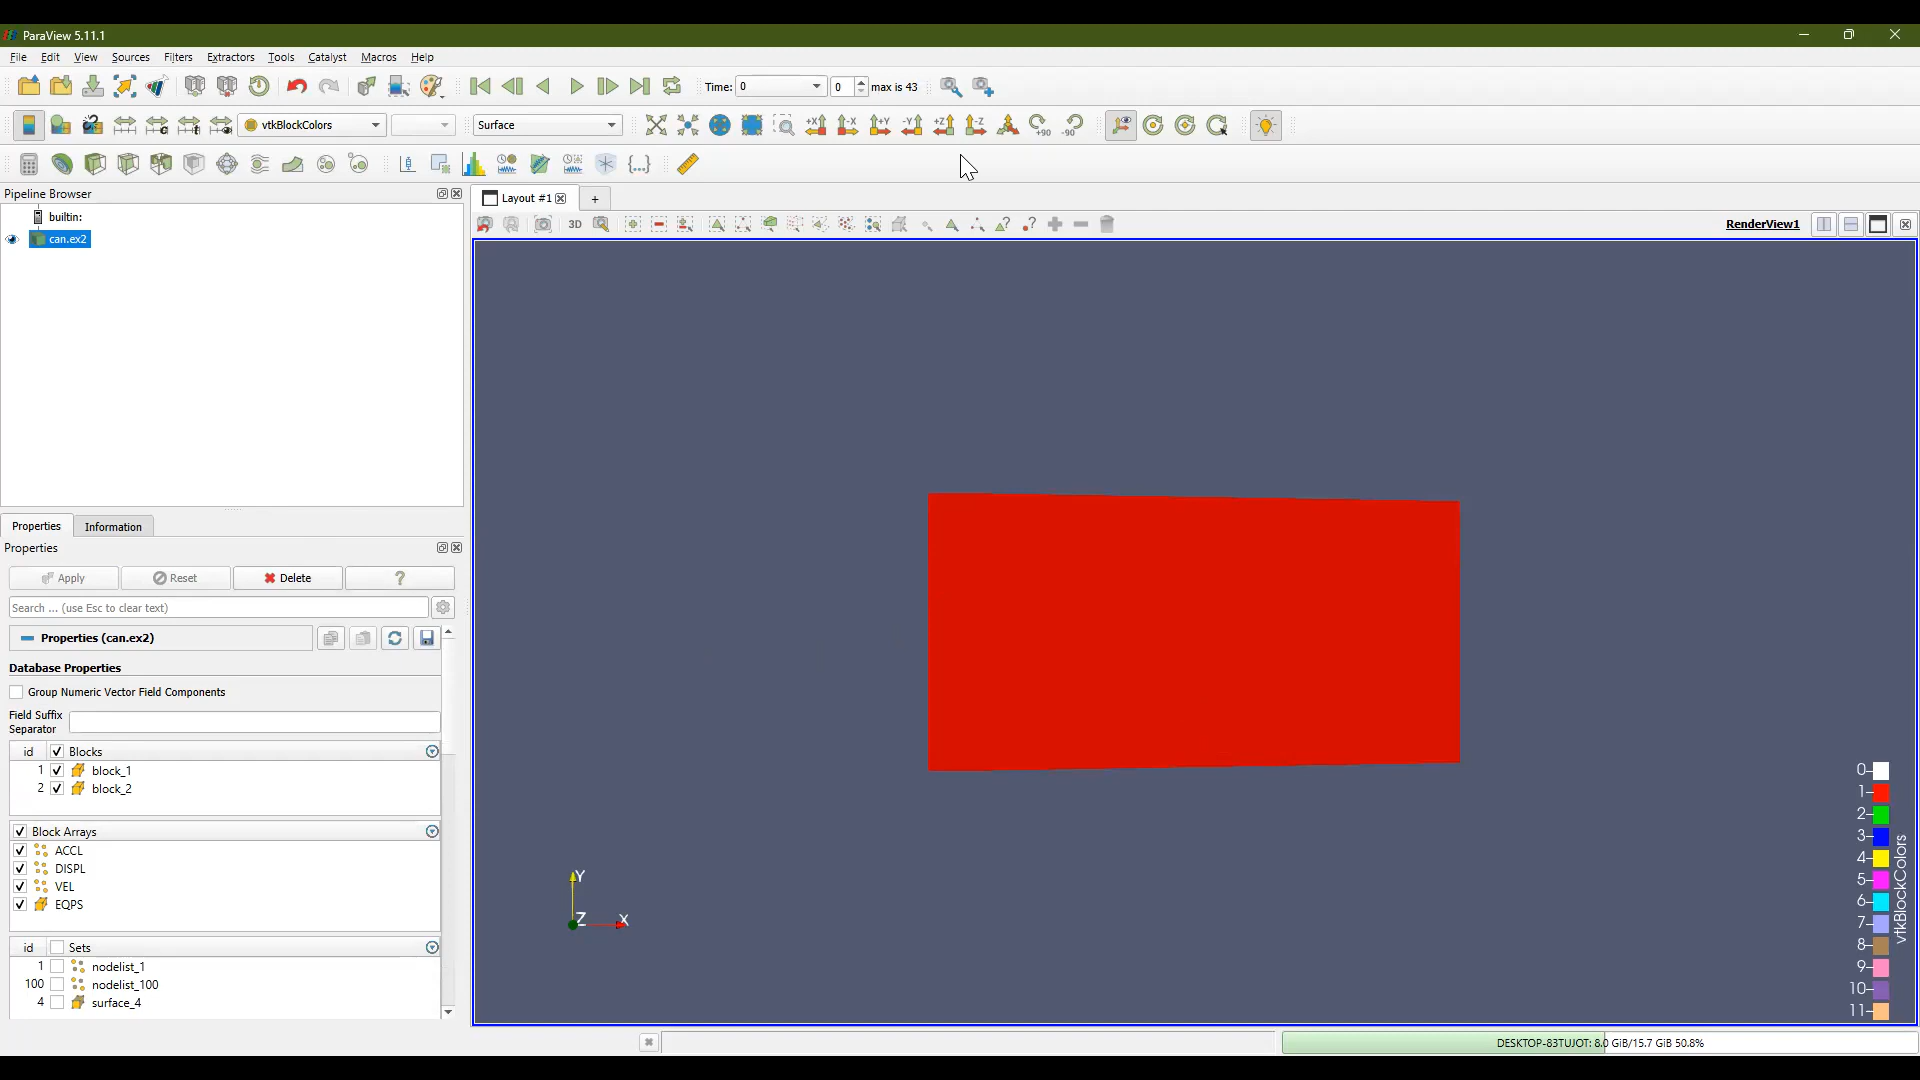 ParaView 5.11.1
File Edit View Sources Filters Extractors Tools Catalyst Macros Help
Time: 0 0 max is 43
vtkBlockColors Surface +X -X +Y -Y +Z -Z +90 -90
Pipeline Browser
builtin:
can.ex2
Layout #1 +
3D RenderView1
Properties Information
Properties
Apply Reset Delete ?
Search ... (use Esc to clear text)
Properties (can.ex2)
Database Properties
Group Numeric Vector Field Components
Field Suffix
Separator
id Blocks
1 block_1
2 block_2
Block Arrays
ACCL
DISPL
VEL
EQPS
id Sets
1 nodelist_1
100 nodelist_100
4 surface_4
Y
Z X
0
1
2
3
4
5
6
7
8
9
10
11
vtkBlockColors
DESKTOP-83TUJOT: 8.0 GiB/15.7 GiB 50.8%